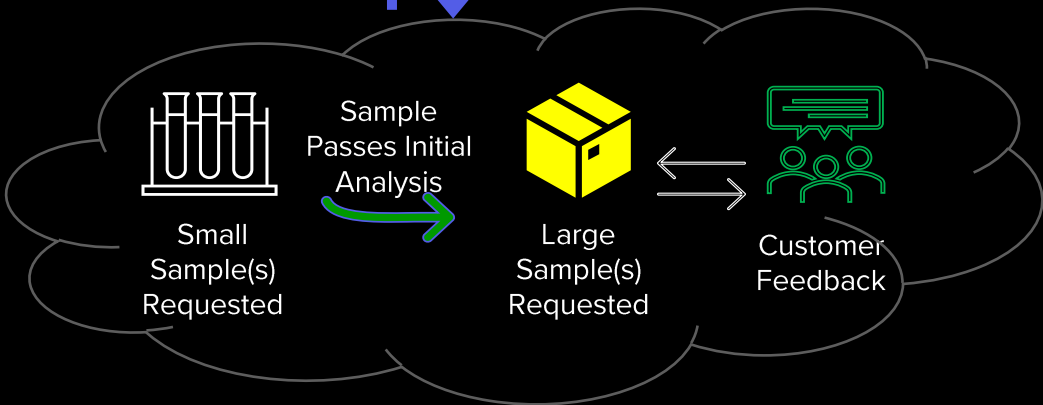 Small
Sample(s)
Requested
Sample
Passes Initial
Analysis
Large
Sample(s)
Requested
Customer
Feedback